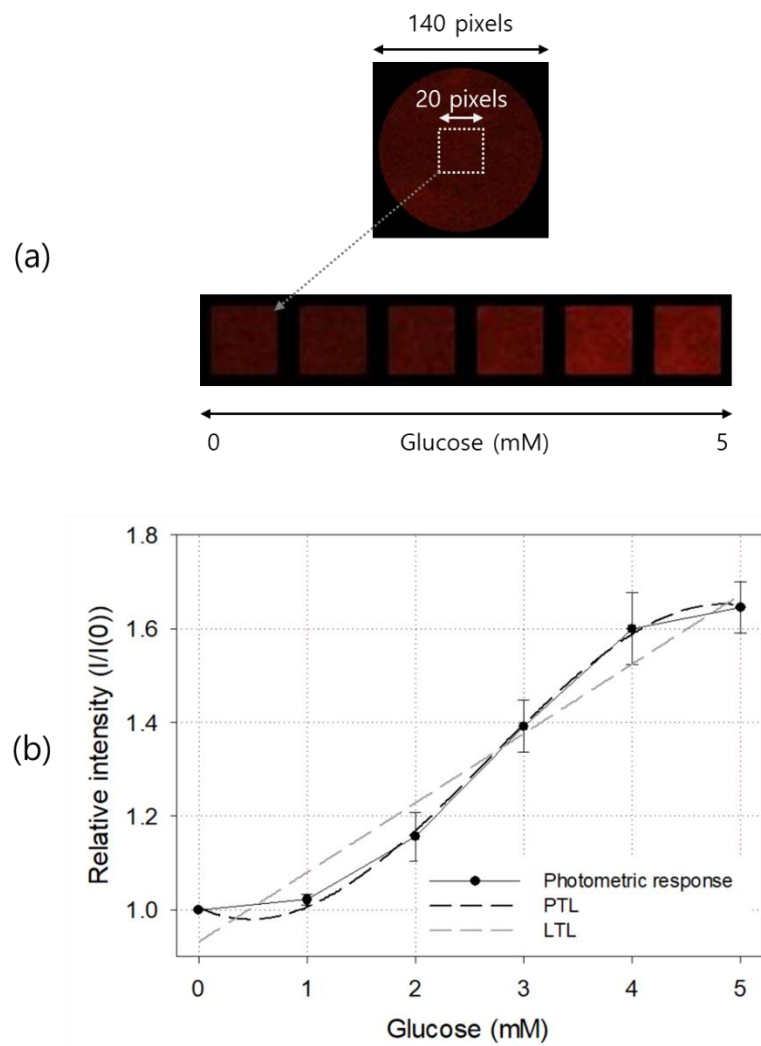 140 pixels
20 pixels
(a)
0 Glucose (mM) 5
(b)
Relative intensity (I/I(0))
1.8
1.6
1.4
1.2
1.0
Photometric response
PTL
LTL
0 1 2 3 4 5
Glucose (mM)